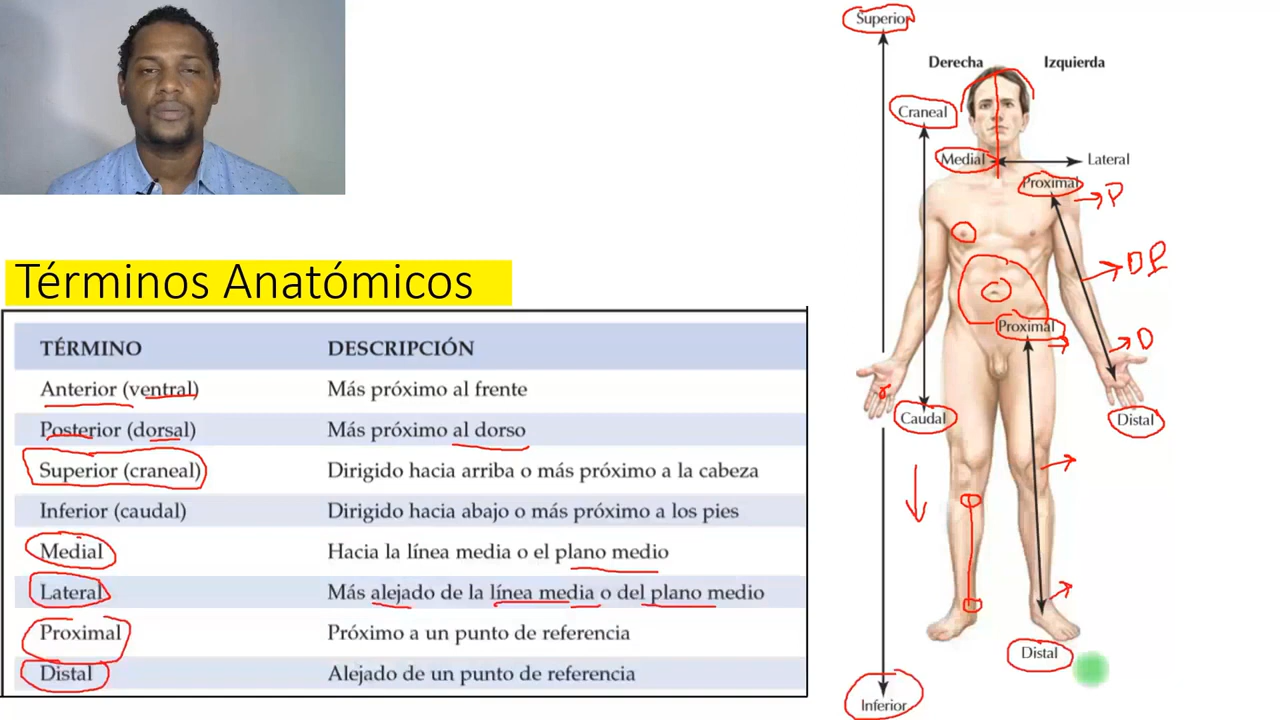 Términos Anatómicos
TÉRMINO DESCRIPCIÓN
Anterior (ventral) Más próximo al frente
Posterior (dorsal) Más próximo al dorso
Superior (craneal) Dirigido hacia arriba o más próximo a la cabeza
Inferior (caudal) Dirigido hacia abajo o más próximo a los pies
Medial Hacia la línea media o el plano medio
Lateral Más alejado de la línea media o del plano medio
Proximal Próximo a un punto de referencia
Distal Alejado de un punto de referencia
Superior
Derecha Izquierda
Craneal
Medial Lateral
Proximal
P
DP
Proximal
D
Caudal
Distal
Distal
Inferior